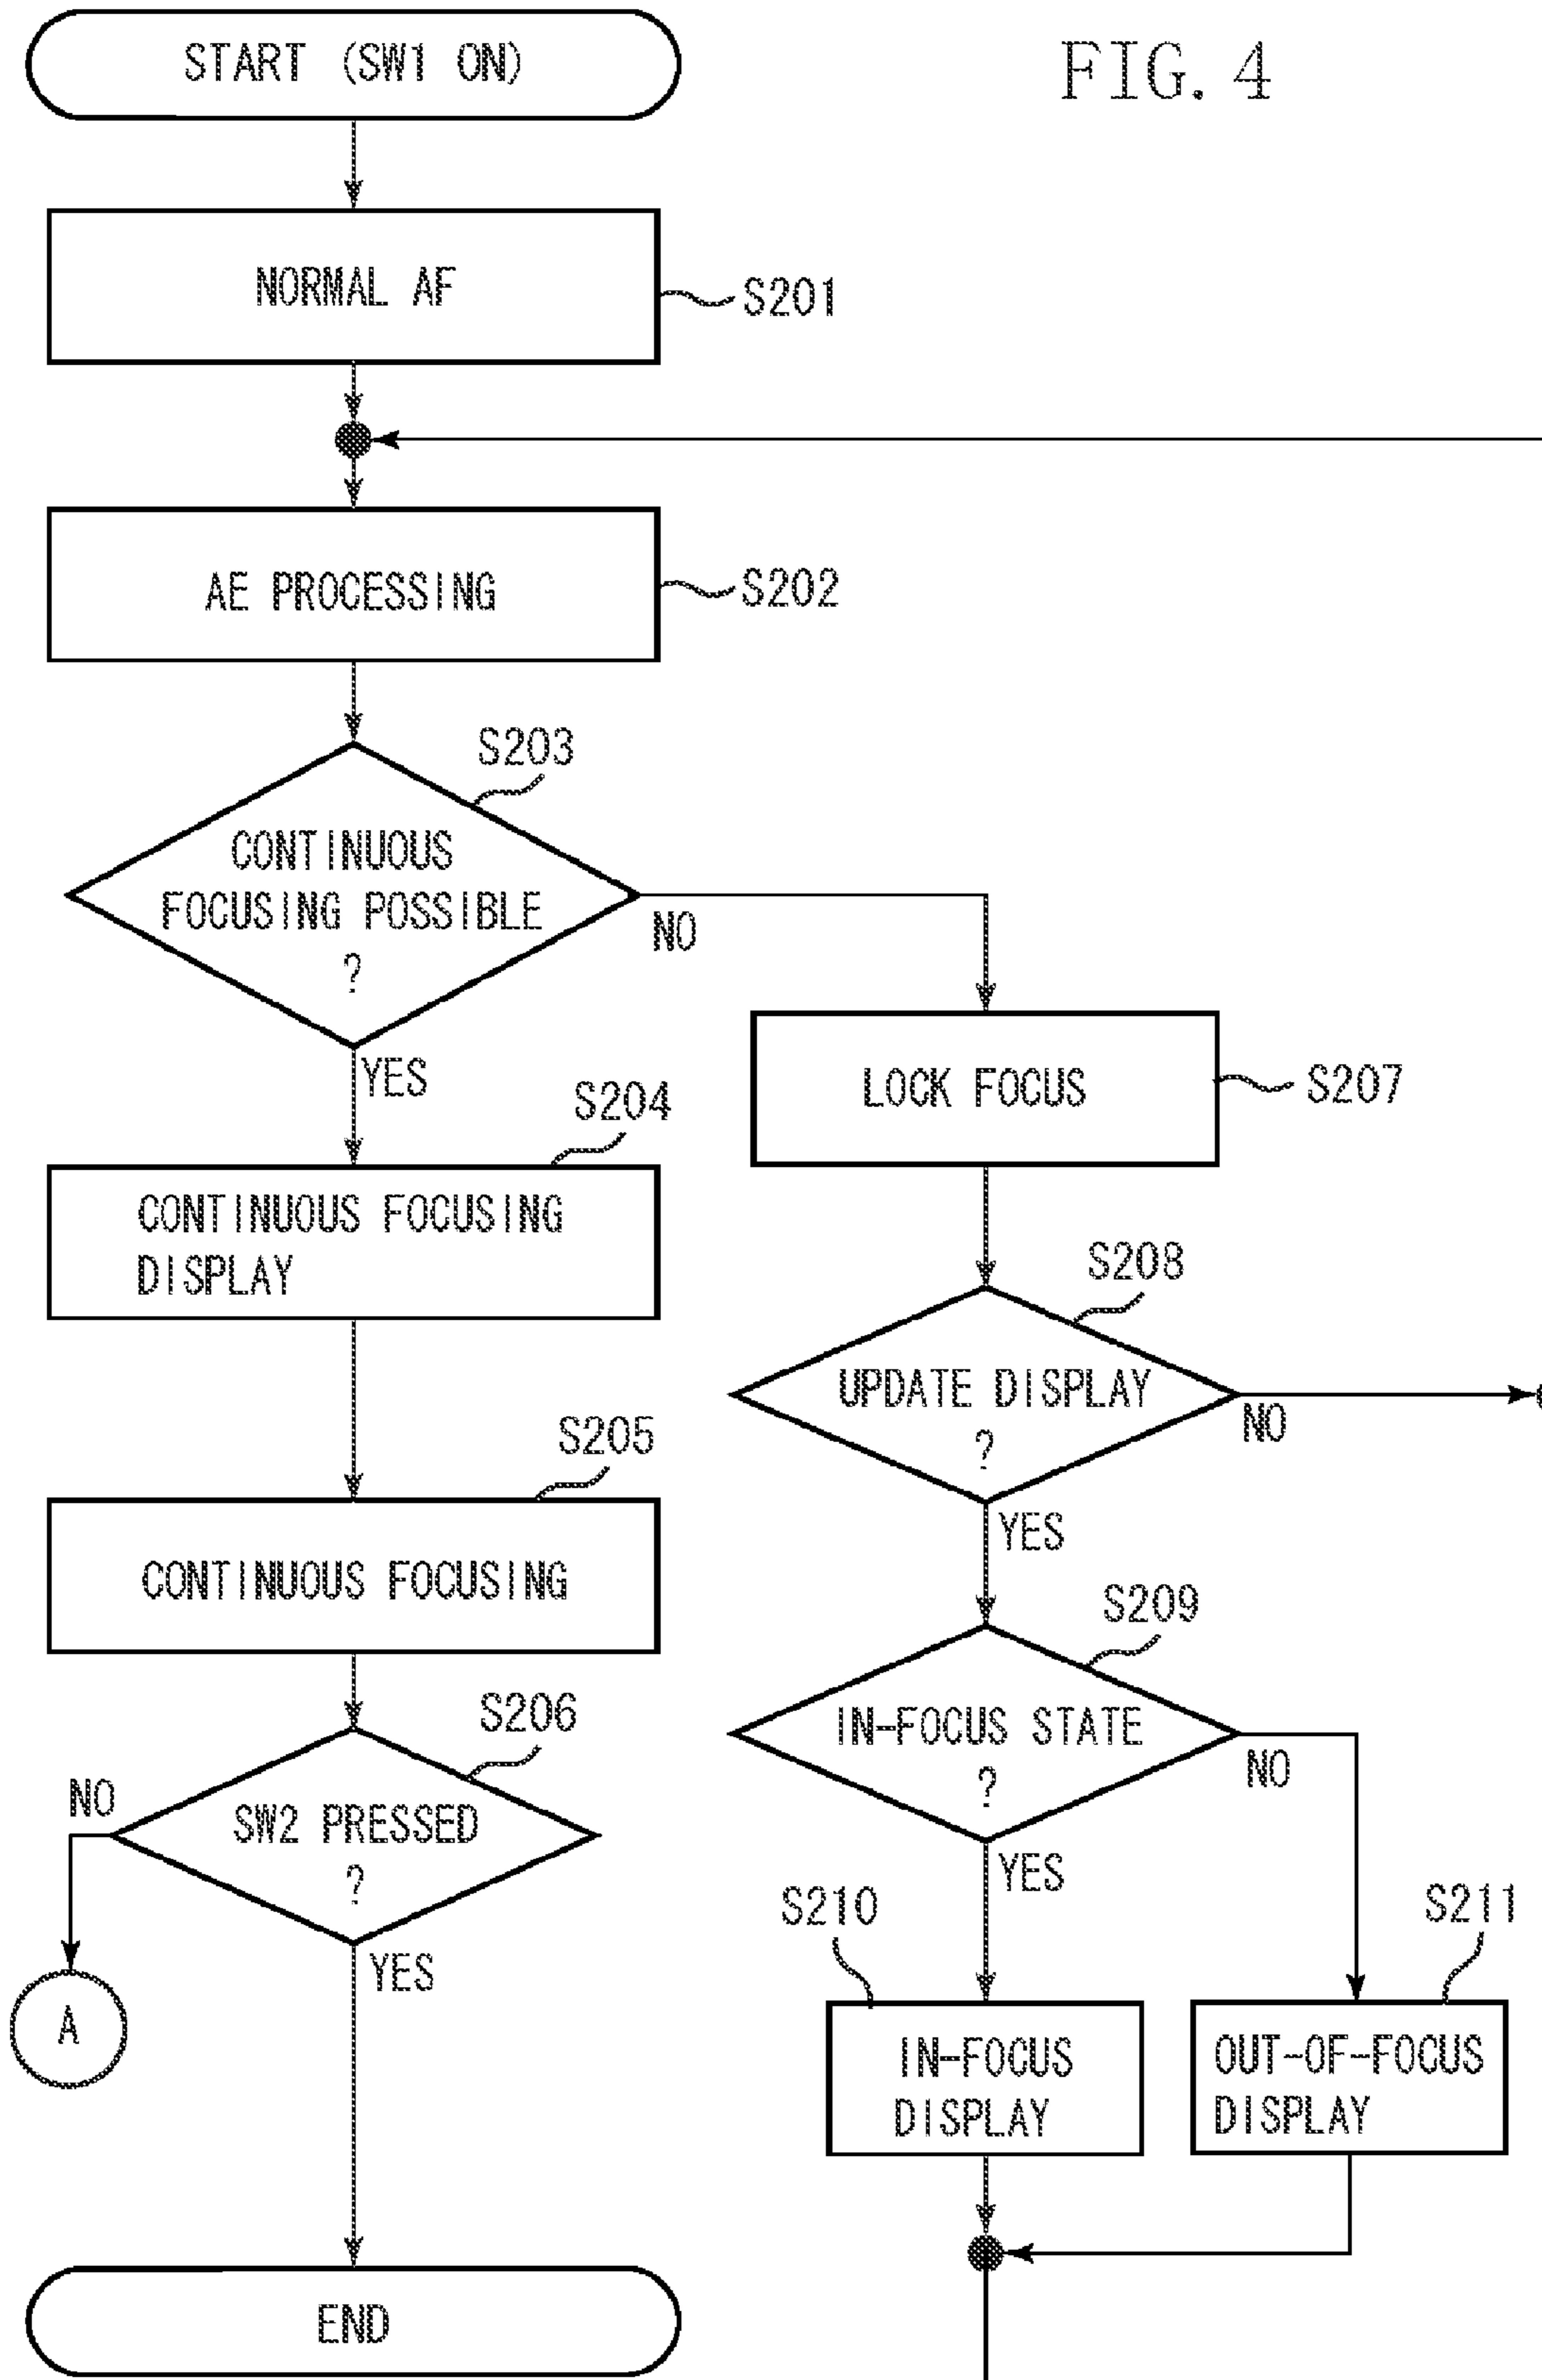 START (SW1 ON)
FIG. 4
NORMAL AF
S201
AE PROCESSING
S202
S203
CONTINUOUS
FOCUSING POSSIBLE
?
NO
YES
S204
CONTINUOUS FOCUSING
DISPLAY
S205
CONTINUOUS FOCUSING
S206
NO
SW2 PRESSED
?
YES
A
END
LOCK FOCUS
S207
S208
UPDATE DISPLAY
?
NO
YES
S209
IN-FOCUS STATE
?
NO
YES
S210
IN-FOCUS
DISPLAY
S211
OUT-OF-FOCUS
DISPLAY